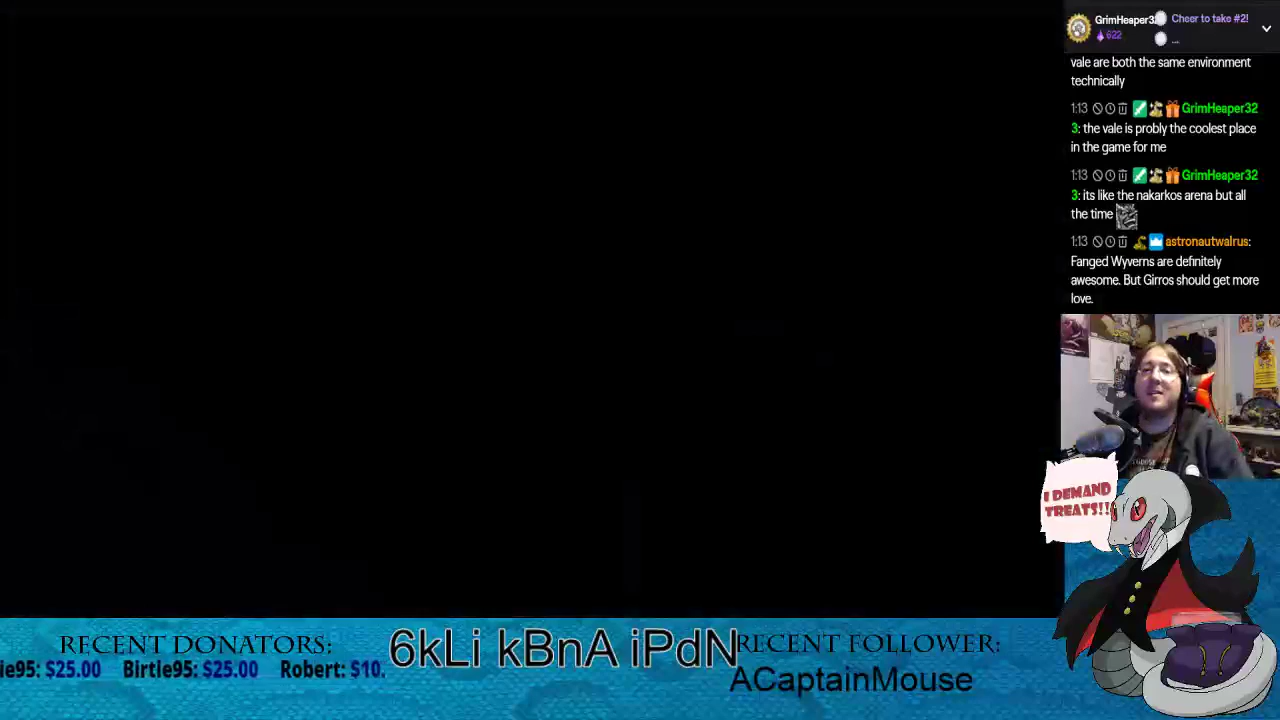 GrimHeaper3
Cheer to take #2!
622
...
vale are both the same environment
technically
1:13 GrimHeaper32
3: the vale is probly the coolest place
in the game for me
1:13 GrimHeaper32
3: its like the nakarkos arena but all
the time
1:13 astronautwalrus:
Fanged Wyverns are definitely
awesome. But Girros should get more
love.
I DEMAND
TREATS!!
RECENT DONATORS:
ie95: $25.00 Birtle95: $25.00 Robert: $10.
6kLi kBnA iPdN
RECENT FOLLOWER:
ACaptainMouse